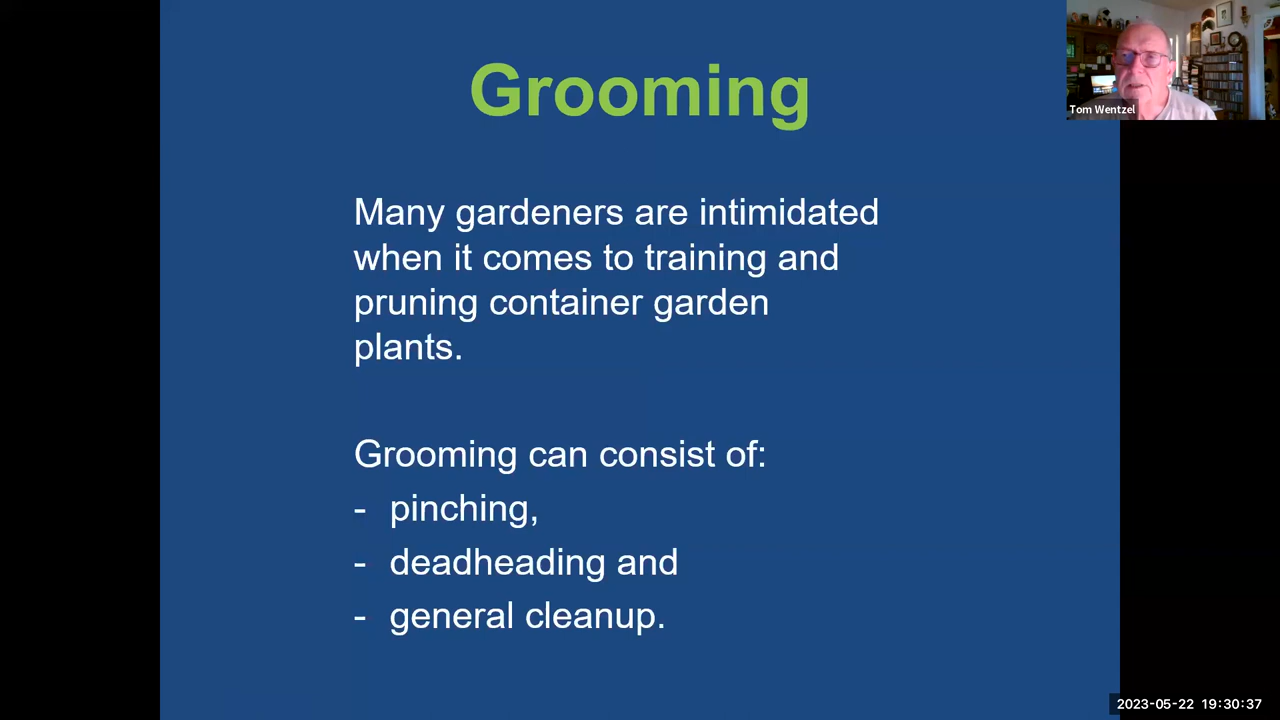 Grooming
Tom Wentzel
Many gardeners are intimidated
when it comes to training and
pruning container garden
plants.
Grooming can consist of:
- pinching,
- deadheading and
- general cleanup.
2023-05-22 19:30:37